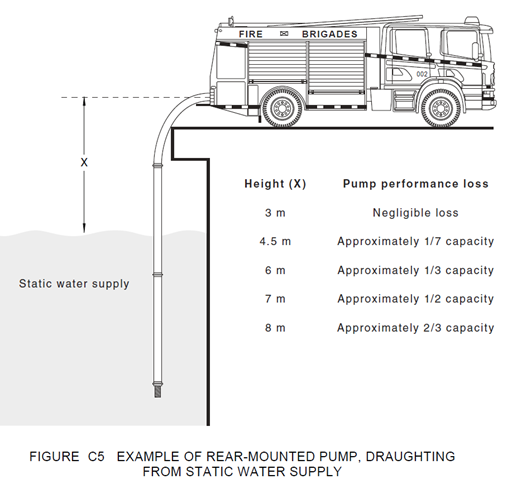 FIRE BRIGADES
002
X
Height (X) Pump performance loss
3 m Negligible loss
4.5 m Approximately 1/7 capacity
6 m Approximately 1/3 capacity
7 m Approximately 1/2 capacity
8 m Approximately 2/3 capacity
Static water supply
FIGURE C5 EXAMPLE OF REAR-MOUNTED PUMP, DRAUGHTING
FROM STATIC WATER SUPPLY